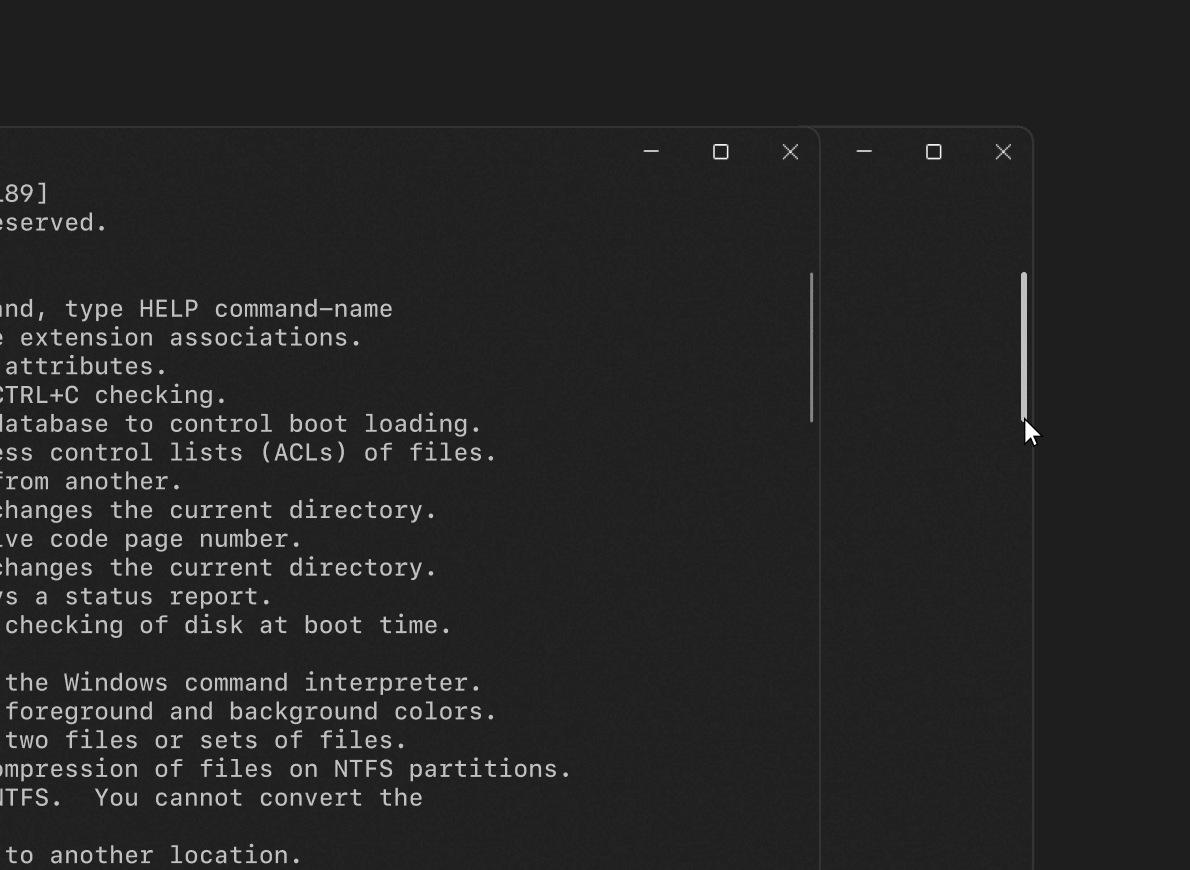 89]
eserved.
and, type HELP command-name
extension associations.
attributes.
CTRL+C checking.
database to control boot loading.
ess control lists (ACLs) of files.
from another.
changes the current directory.
ive code page number.
changes the current directory.
ys a status report.
checking of disk at boot time.
the Windows command interpreter.
foreground and background colors.
two files or sets of files.
ompression of files on NTFS partitions.
NTFS.  You cannot convert the
to another location.